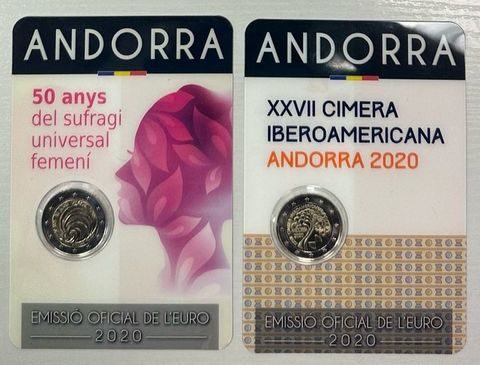 ANDORRA
50 anys
del sufragi
universal
femení
EMISSIÓ OFICIAL DE L'EURO
2020
ANDORRA
XXVII CIMERA
IBEROAMERICANA
ANDORRA 2020
EMISSIÓ OFICIAL DE L'EURO
2020